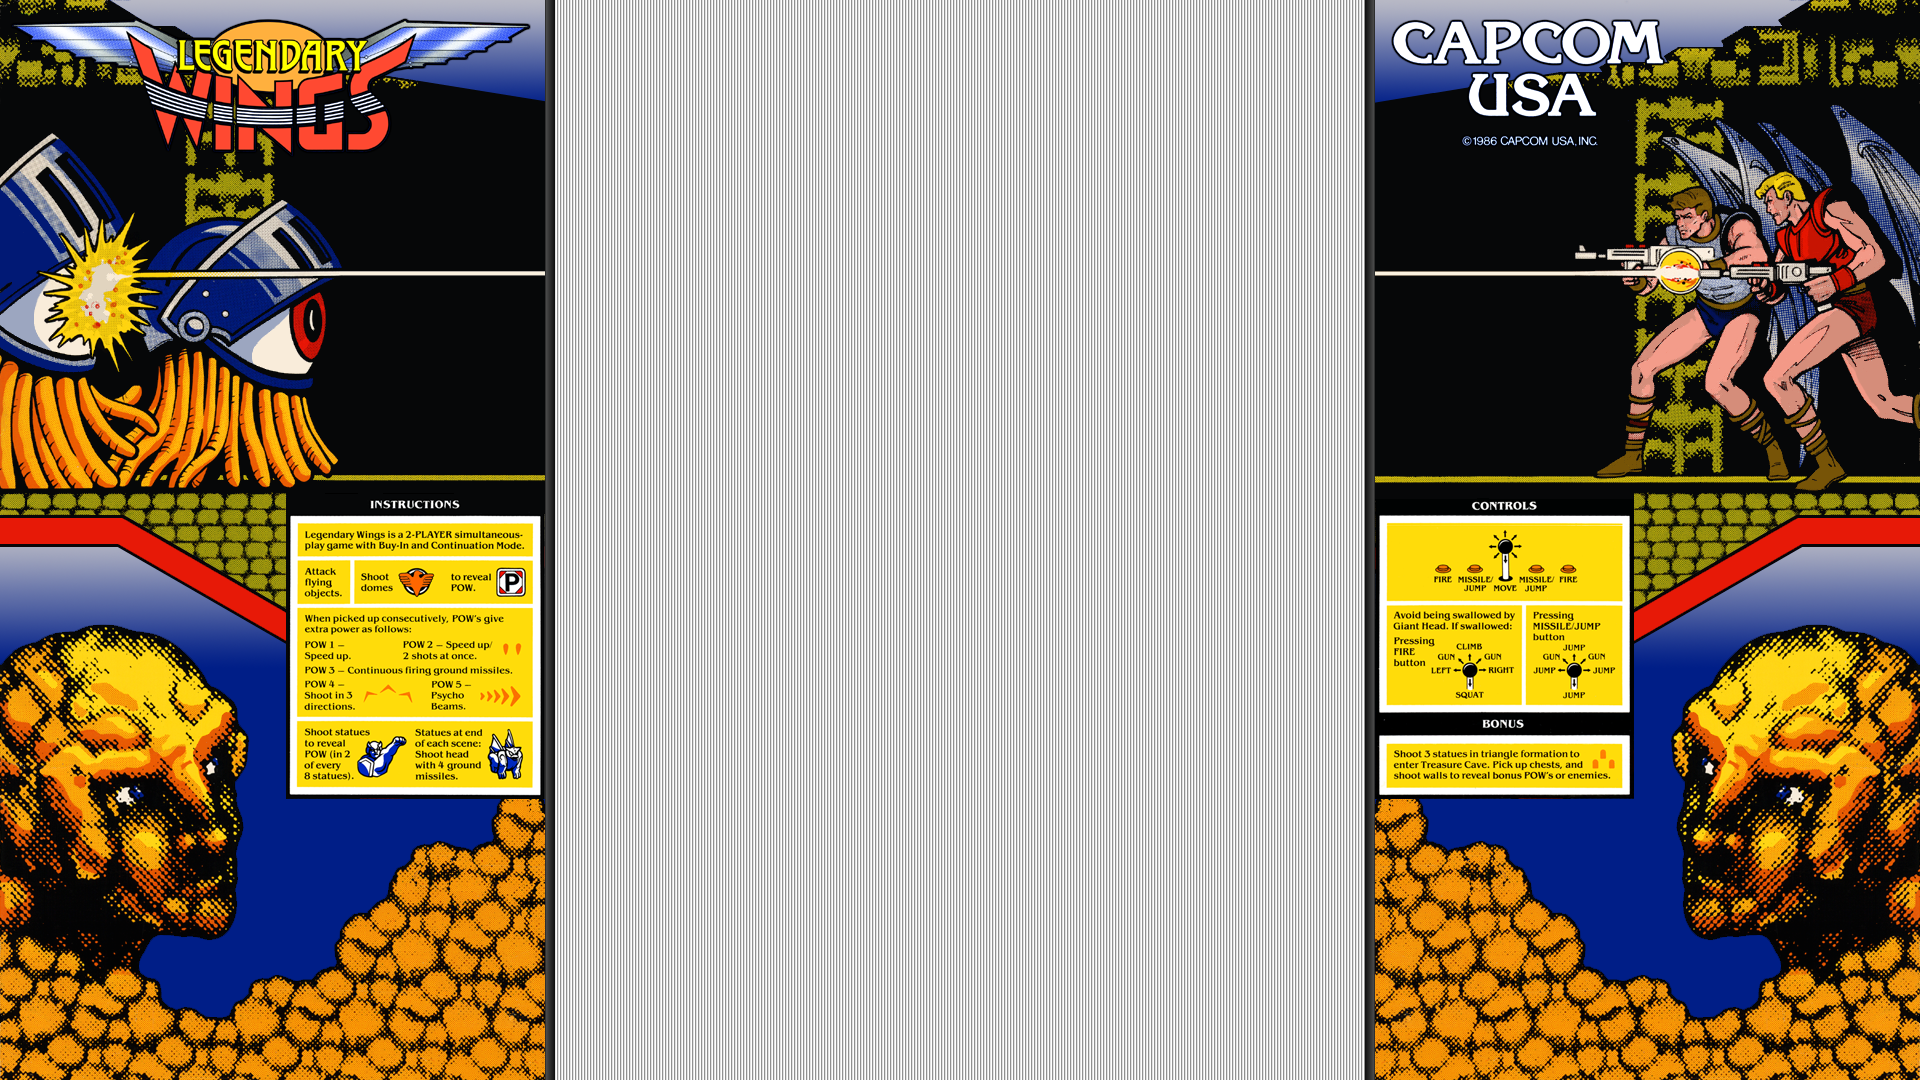 LEGENDARY
WINGS
INSTRUCTIONS
Legendary Wings is a 2-PLAYER simultaneous-
play game with Buy-In and Continuation Mode.
Attack
flying
objects.
Shoot
domes
to reveal
POW.
P
When picked up consecutively, POW's give
extra power as follows:
POW 1 –
Speed up.
POW 2 – Speed up/
2 shots at once.
POW 3 – Continuous firing ground missiles.
POW 4 –
Shoot in 3
directions.
POW 5 –
Psycho
Beams.
Shoot statues
to reveal
POW (in 2
of every
8 statues).
Statues at end
of each scene:
Shoot head
with 4 ground
missiles.
CAPCOM
USA
©1986 CAPCOM USA, INC.
CONTROLS
FIRE MISSILE/ MISSILE/ FIRE
JUMP MOVE JUMP
Avoid being swallowed by
Giant Head. If swallowed:
Pressing
FIRE
button
CLIMB
GUN GUN
LEFT RIGHT
SQUAT
Pressing
MISSILE/JUMP
button
JUMP
GUN GUN
JUMP JUMP
JUMP
BONUS
Shoot 3 statues in triangle formation to
enter Treasure Cave. Pick up chests, and
shoot walls to reveal bonus POW's or enemies.